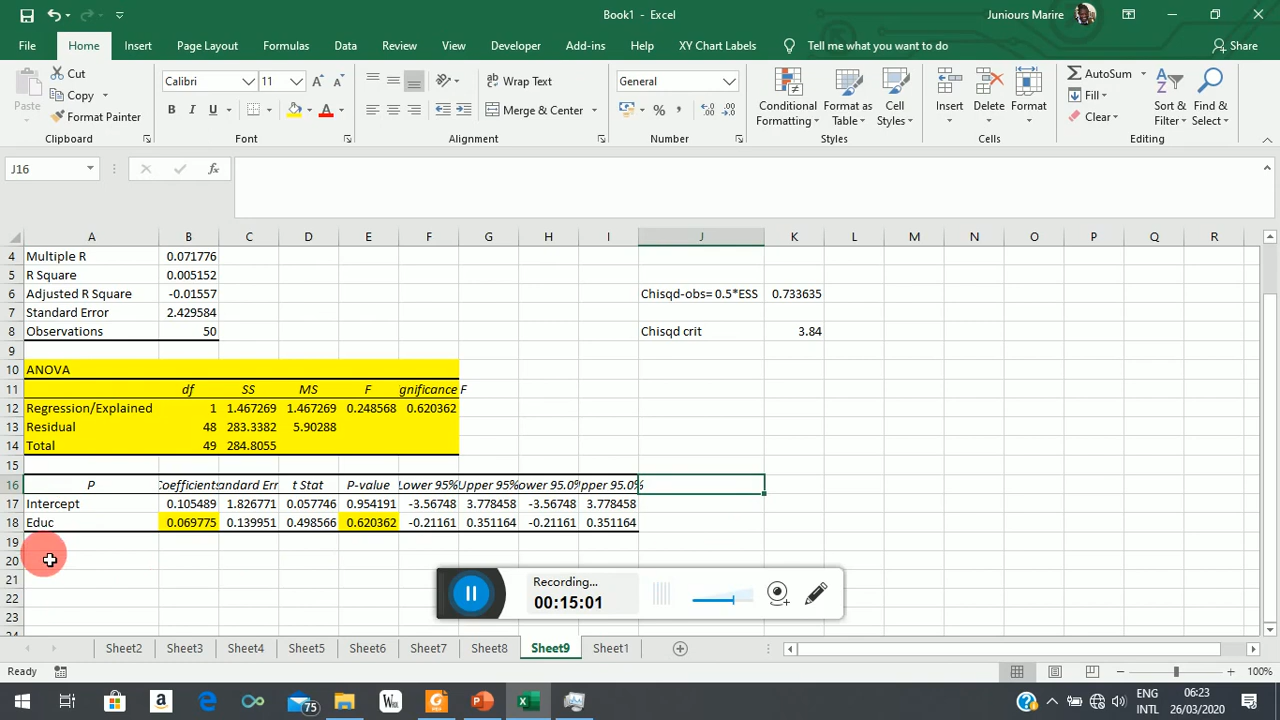 Book1 - Excel
Juniours Marire
File Home Insert Page Layout Formulas Data Review View Developer Add-ins Help XY Chart Labels Tell me what you want to do Share
Paste
Cut
Copy
Format Painter
Clipboard
Calibri 11
B I U
Font
Wrap Text
Merge & Center
Alignment
General
%
Number
Conditional Formatting
Format as Table
Cell Styles
Styles
Insert Delete Format
Cells
AutoSum
Fill
Clear
Sort & Filter
Find & Select
Editing
J16
fx
A B C D E F G H I J K L M N O P Q R
4 Multiple R 0.071776
5 R Square 0.005152
6 Adjusted R Square -0.01557 Chisqd-obs= 0.5*ESS 0.733635
7 Standard Error 2.429584
8 Observations 50 Chisqd crit 3.84
9
10 ANOVA
11 df SS MS F gnificance F
12 Regression/Explained 1 1.467269 1.467269 0.248568 0.620362
13 Residual 48 283.3382 5.90288
14 Total 49 284.8055
15
16 P Coefficients andard Err t Stat P-value Lower 95% Upper 95% ower 95.0% pper 95.0%
17 Intercept 0.105489 1.826771 0.057746 0.954191 -3.56748 3.778458 -3.56748 3.778458
18 Educ 0.069775 0.139951 0.498566 0.620362 -0.21161 0.351164 -0.21161 0.351164
19
20
21
22
23
24
Recording...
00:15:01
Sheet2 Sheet3 Sheet4 Sheet5 Sheet6 Sheet7 Sheet8 Sheet9 Sheet1
Ready
100%
75
ENG
INTL
06:23
26/03/2020